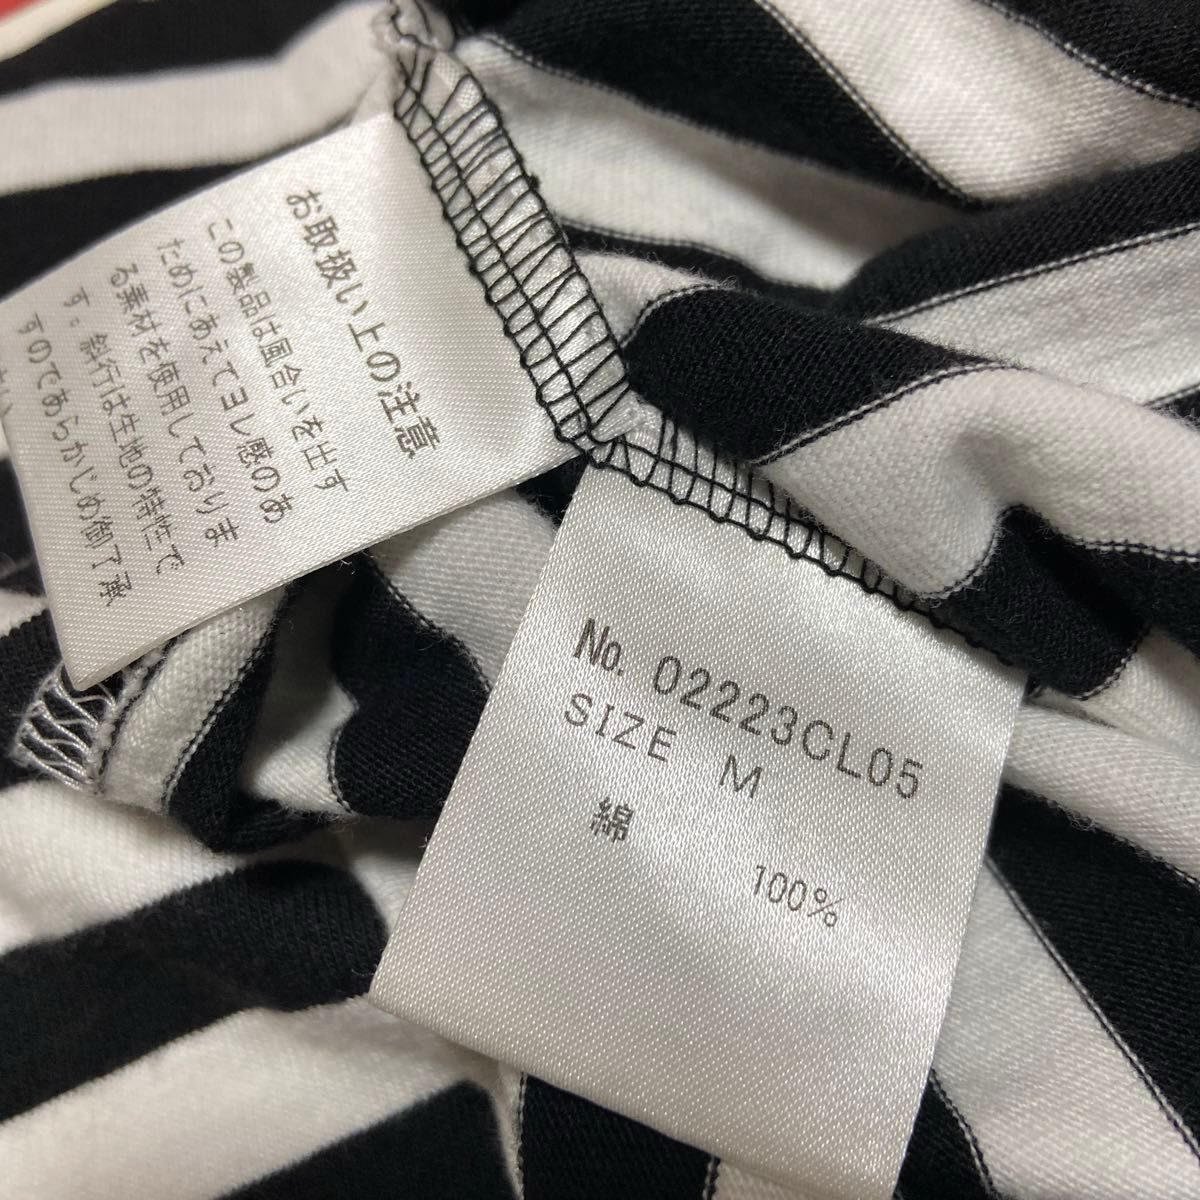 お取扱い上の注意
この製品は風合いを出す
ためにあえてヨレ感のあ
る素材を使用しておりま
す。斜行は生地の特性で
すのであらかじめ御了承
No. 02223CL05
SIZE M
綿 100%